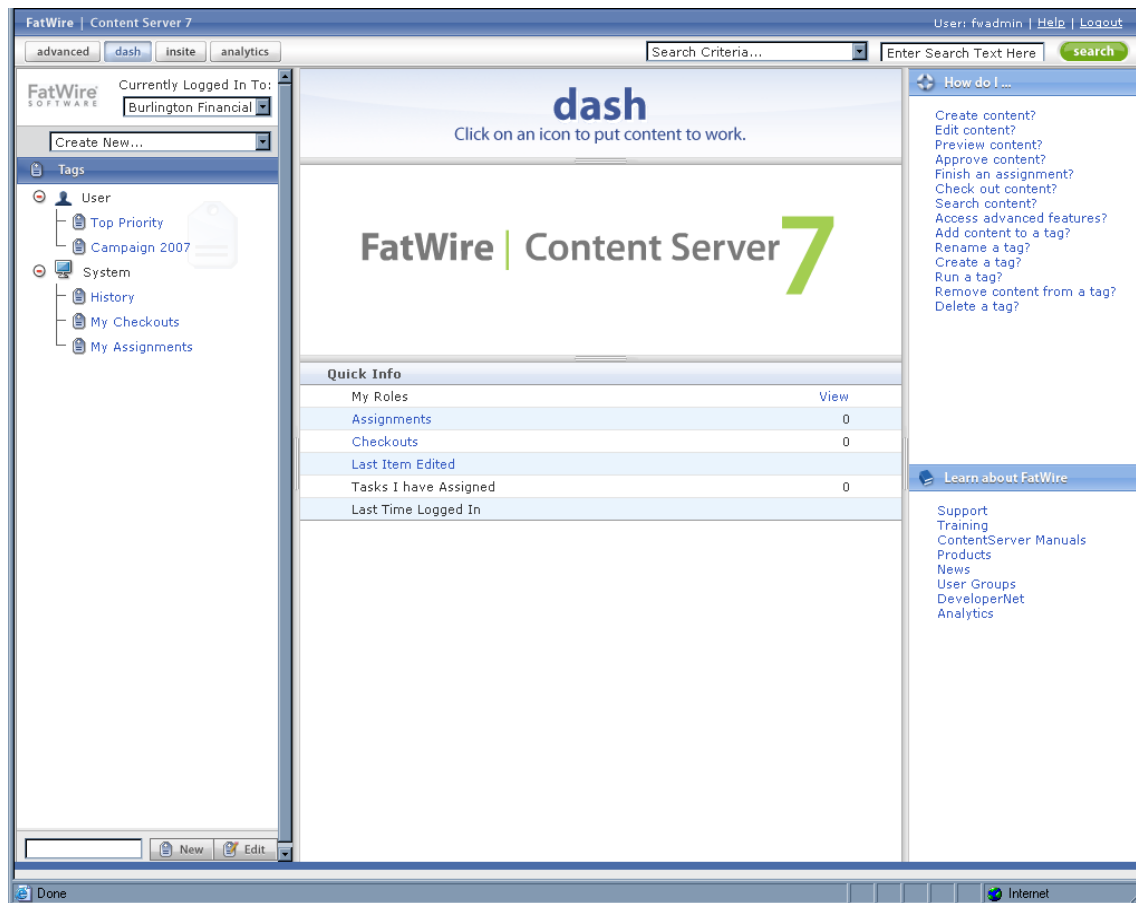 FatWire | Content Server 7
User: fwadmin | Help | Logout
advanced
dash
insite
analytics
Search Criteria...
Enter Search Text Here
search
FatWire
SOFTWARE
Currently Logged In To:
Burlington Financial
Create New...
Tags
User
Top Priority
Campaign 2007
System
History
My Checkouts
My Assignments
New
Edit
dash
Click on an icon to put content to work.
FatWire | Content Server 7
Quick Info
My Roles View
Assignments 0
Checkouts 0
Last Item Edited
Tasks I have Assigned 0
Last Time Logged In
How do I ...
Create content?
Edit content?
Preview content?
Approve content?
Finish an assignment?
Check out content?
Search content?
Access advanced features?
Add content to a tag?
Rename a tag?
Create a tag?
Run a tag?
Remove content from a tag?
Delete a tag?
Learn about FatWire
Support
Training
ContentServer Manuals
Products
News
User Groups
DeveloperNet
Analytics
Done
Internet